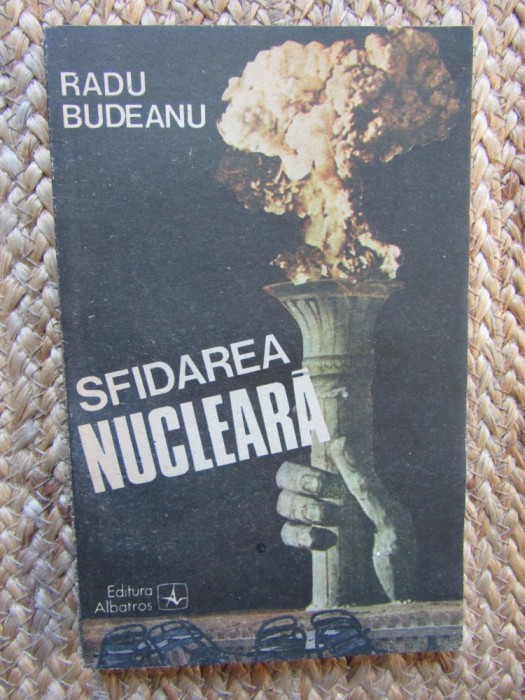 RADU
BUDEANU
SFIDAREA
NUCLEARĂ
Editura
Albatros